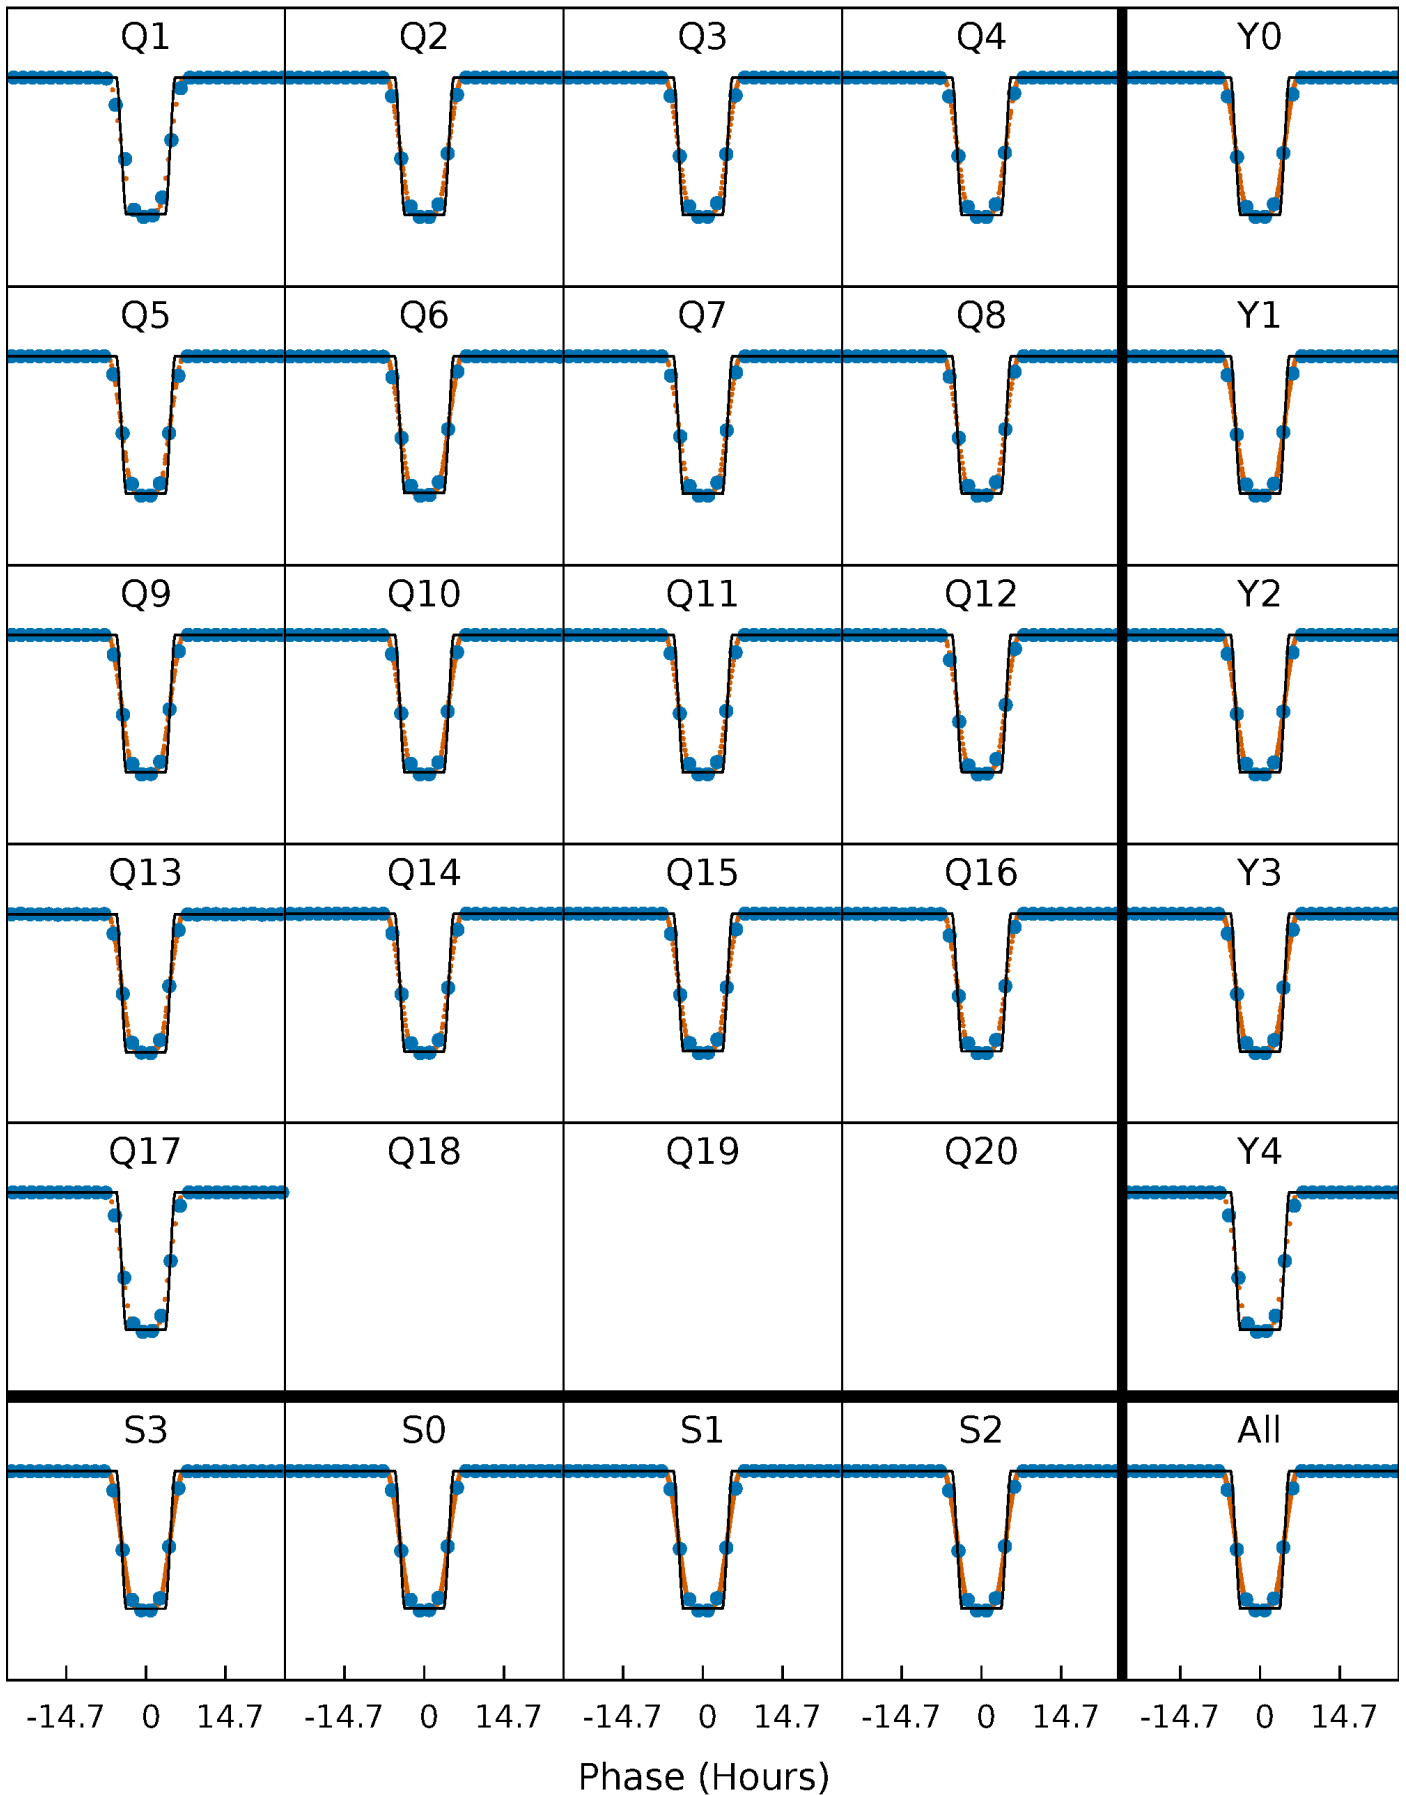 Q1 Q2 Q3 Q4 Y0
Q5 Q6 Q7 Q8 Y1
Q9 Q10 Q11 Q12 Y2
Q13 Q14 Q15 Q16 Y3
Q17 Q18 Q19 Q20 Y4
S3 S0 S1 S2 All
-14.7 0 14.7 -14.7 0 14.7 -14.7 0 14.7 -14.7 0 14.7 -14.7 0 14.7
Phase (Hours)